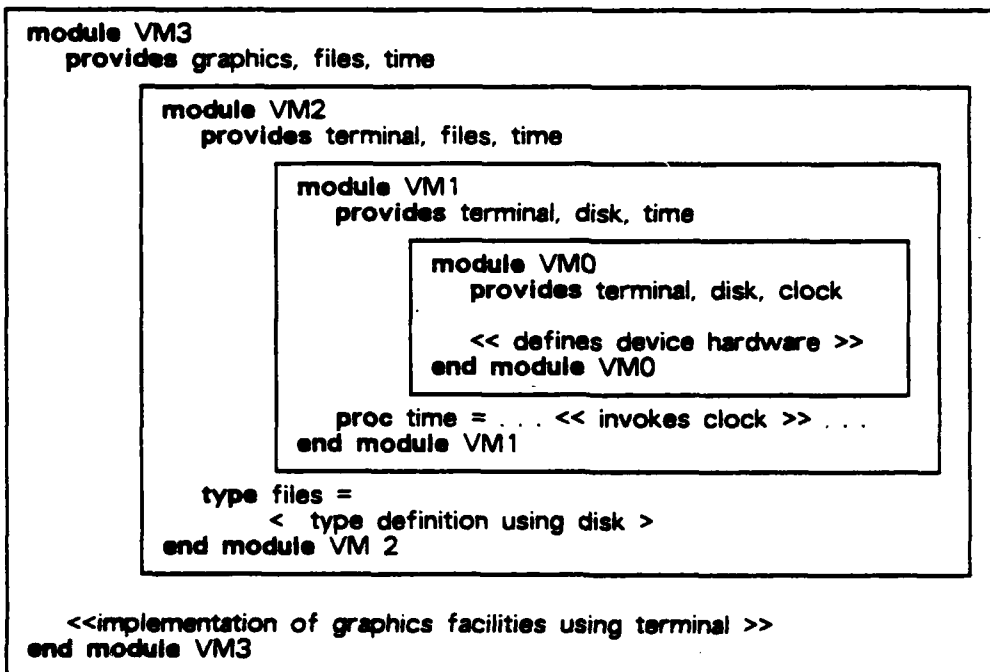 module VM3
provides graphics, files, time
module VM2
provides terminal, files, time
module VM1
provides terminal, disk, time
module VM0
provides terminal, disk, clock
<< defines device hardware >>
end module VM0
proc time = . . . << invokes clock >> . . .
end module VM1
type files =
< type definition using disk >
end module VM 2
<<implementation of graphics facilities using terminal >>
end module VM3